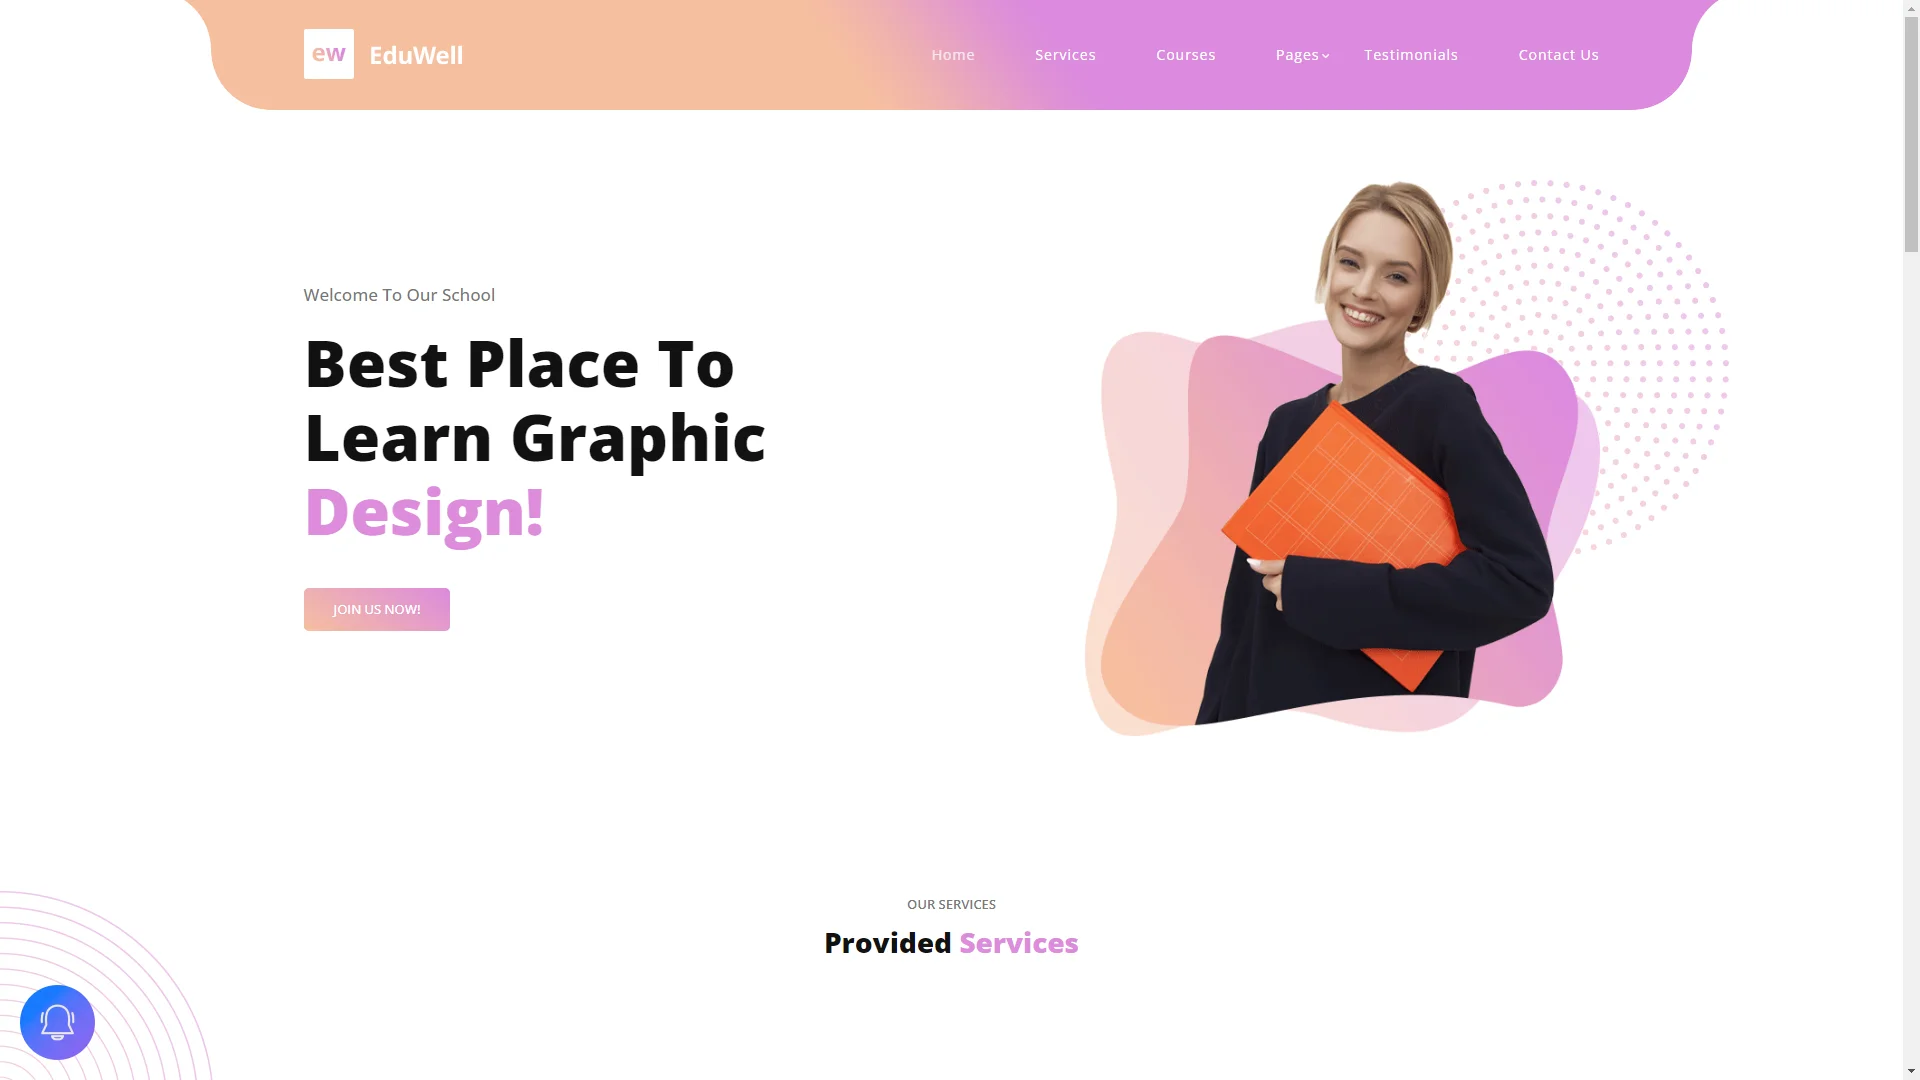 ew EduWell
Home Services Courses Pages Testimonials Contact Us
Welcome To Our School
Best Place To
Learn Graphic
Design!
JOIN US NOW!
OUR SERVICES
Provided Services